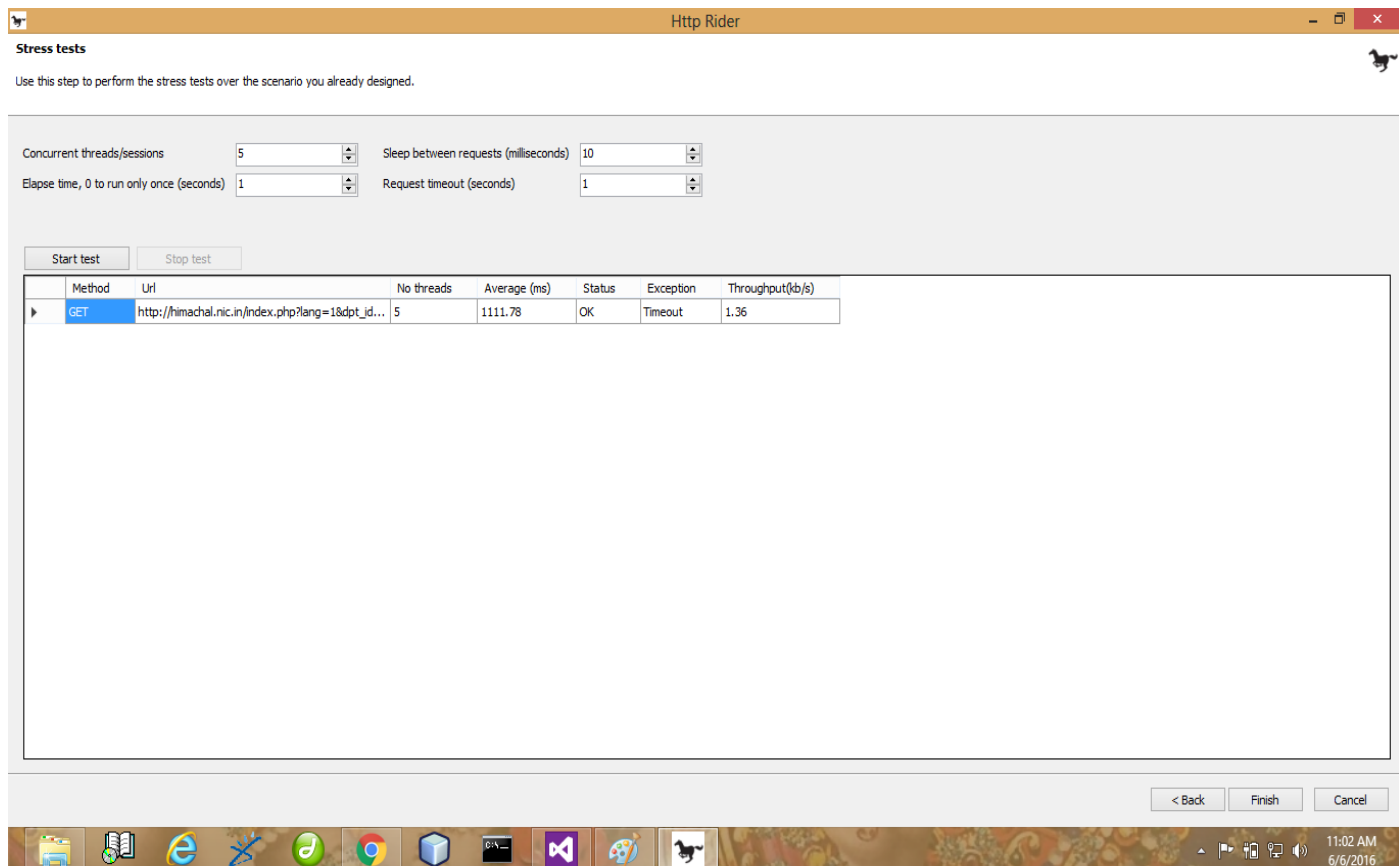 Http Rider
Stress tests
Use this step to perform the stress tests over the scenario you already designed.
Concurrent threads/sessions 5 Sleep between requests (milliseconds) 10
Elapse time, 0 to run only once (seconds) 1 Request timeout (seconds) 1
Start test Stop test
Method Url No threads Average (ms) Status Exception Throughput(kb/s)
GET http://himachal.nic.in/index.php?lang=1&dpt_id... 5 1111.78 OK Timeout 1.36
< Back Finish Cancel
C:\_
11:02 AM
6/6/2016